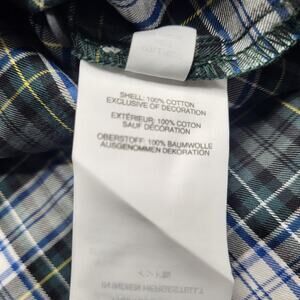 SHELL: 100% COTTON
EXCLUSIVE OF DECORATION
EXTÉRIEUR: 100% COTON
SAUF DÉCORATION
OBERSTOFF: 100% BAUMWOLLE
AUSGENOMMEN DEKORATION